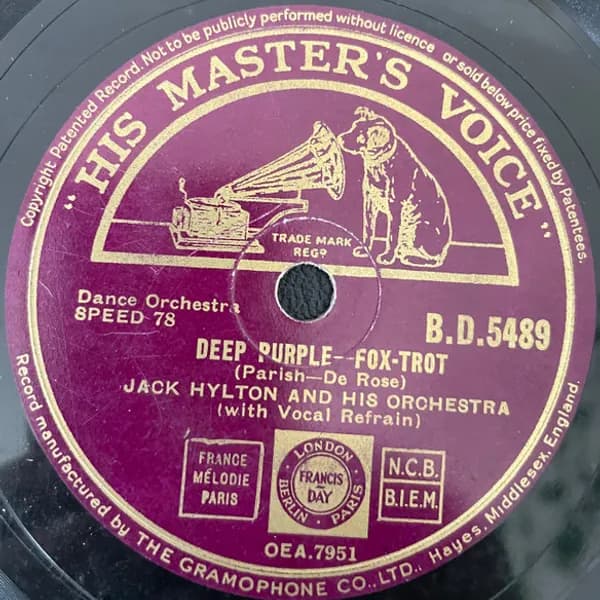 Copyright Patented Record. Not to be publicly performed without licence or sold below price fixed by Patentees.
"HIS MASTER'S VOICE"
TRADE MARK
REGD
Dance Orchestra
SPEED 78
B.D.5489
DEEP PURPLE--FOX-TROT
(Parish—De Rose)
JACK HYLTON AND HIS ORCHESTRA
(with Vocal Refrain)
FRANCE
MÉLODIE
PARIS
LONDON · PARIS · BERLIN ·
FRANCIS
DAY
N.C.B.
B.I.E.M.
OEA.7951
Record manufactured by THE GRAMOPHONE CO., LTD., Hayes, Middlesex, England.